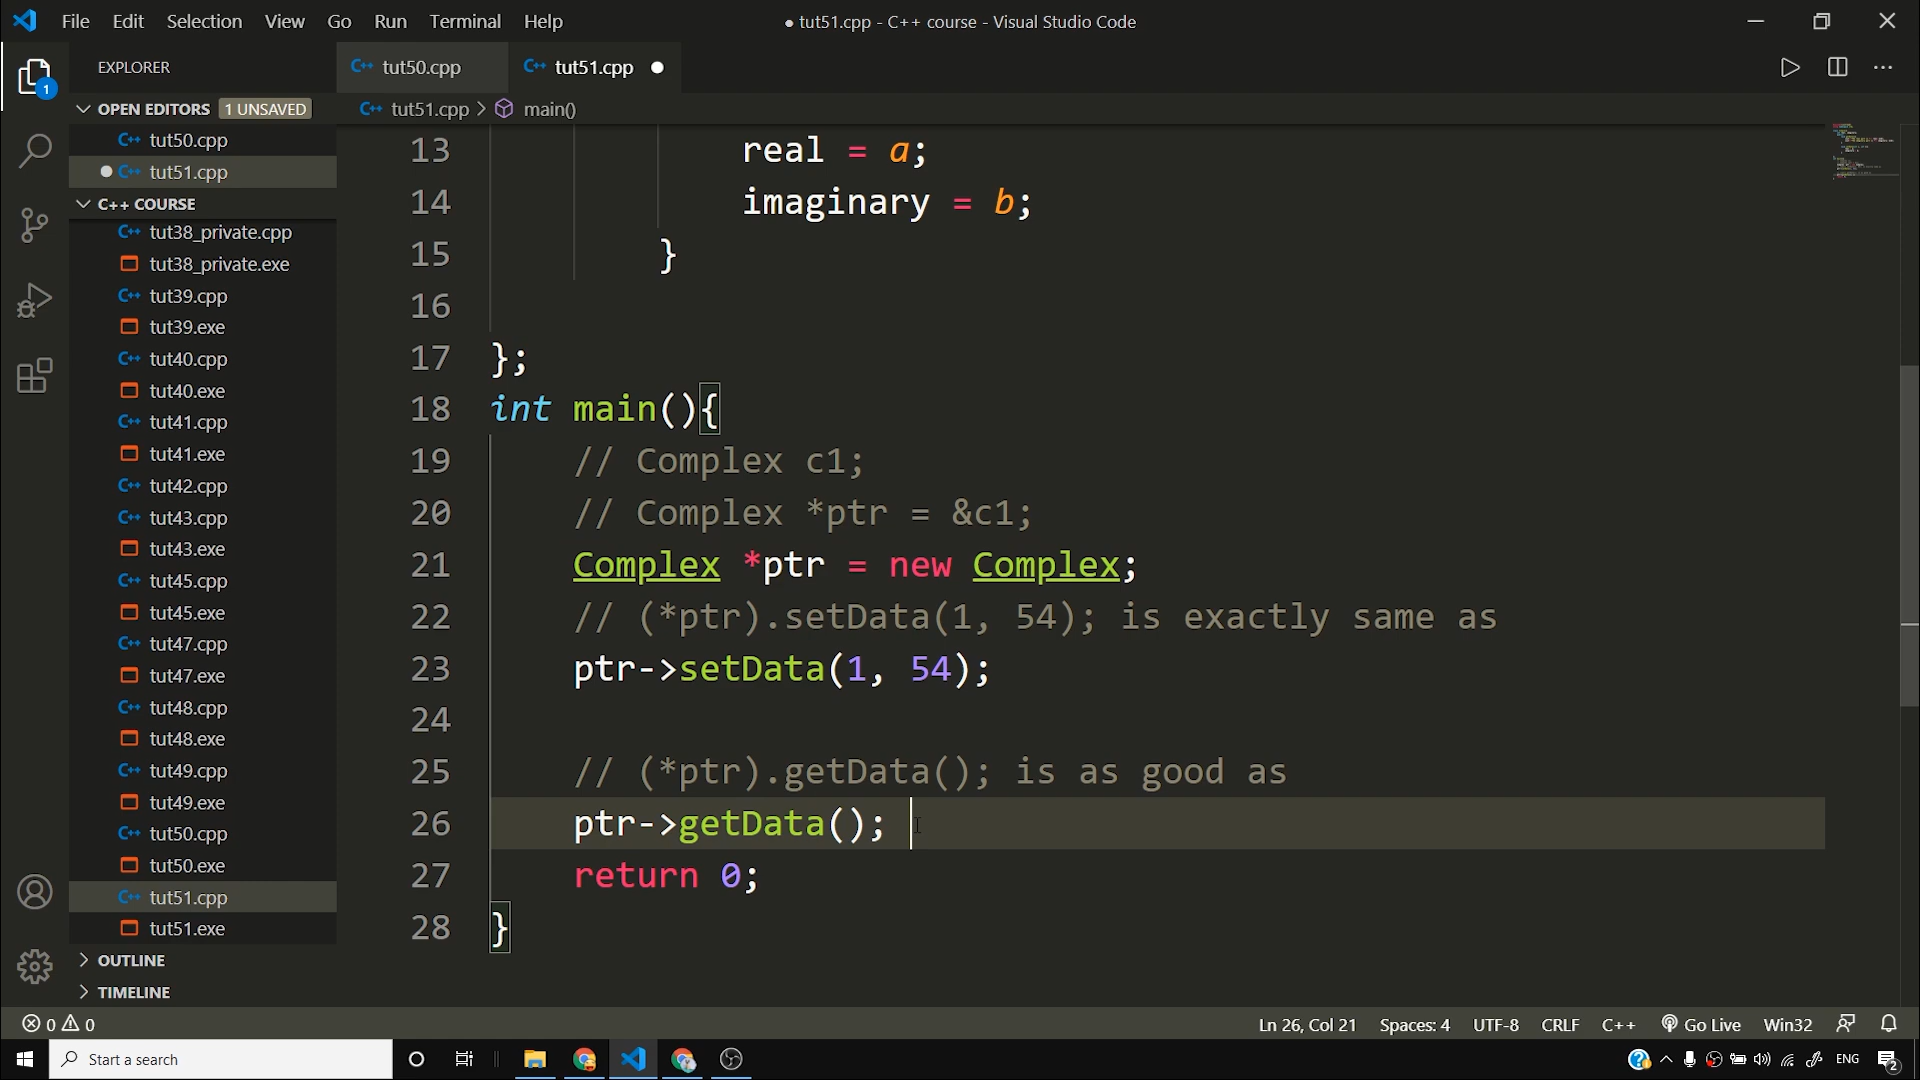 File Edit Selection View Go Run Terminal Help
● tut51.cpp - C++ course - Visual Studio Code
EXPLORER
OPEN EDITORS 1 UNSAVED
C++ tut50.cpp
● C++ tut51.cpp
C++ COURSE
C++ tut38_private.cpp
tut38_private.exe
C++ tut39.cpp
tut39.exe
C++ tut40.cpp
tut40.exe
C++ tut41.cpp
tut41.exe
C++ tut42.cpp
C++ tut43.cpp
tut43.exe
C++ tut45.cpp
tut45.exe
C++ tut47.cpp
tut47.exe
C++ tut48.cpp
tut48.exe
C++ tut49.cpp
tut49.exe
C++ tut50.cpp
tut50.exe
C++ tut51.cpp
tut51.exe
OUTLINE
TIMELINE
1
C++ tut50.cpp C++ tut51.cpp ●
C++ tut51.cpp > main()
13 real = a;
14 imaginary = b;
15 }
16
17 };
18 int main(){
19 // Complex c1;
20 // Complex *ptr = &c1;
21 Complex *ptr = new Complex;
22 // (*ptr).setData(1, 54); is exactly same as
23 ptr->setData(1, 54);
24
25 // (*ptr).getData(); is as good as
26 ptr->getData();
27 return 0;
28 }
0 0
Ln 26, Col 21 Spaces: 4 UTF-8 CRLF C++ Go Live Win32
Start a search
ENG
2